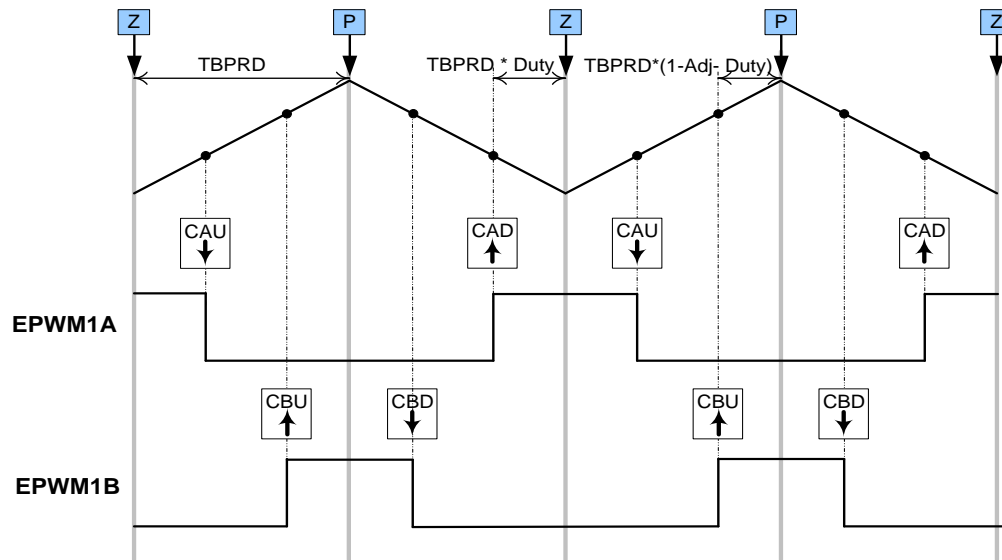 Z P Z P Z
TBPRD TBPRD * Duty TBPRD*(1-Adj- Duty)
CAU CAD CAU CAD
EPWM1A
CBU CBD CBU CBD
EPWM1B